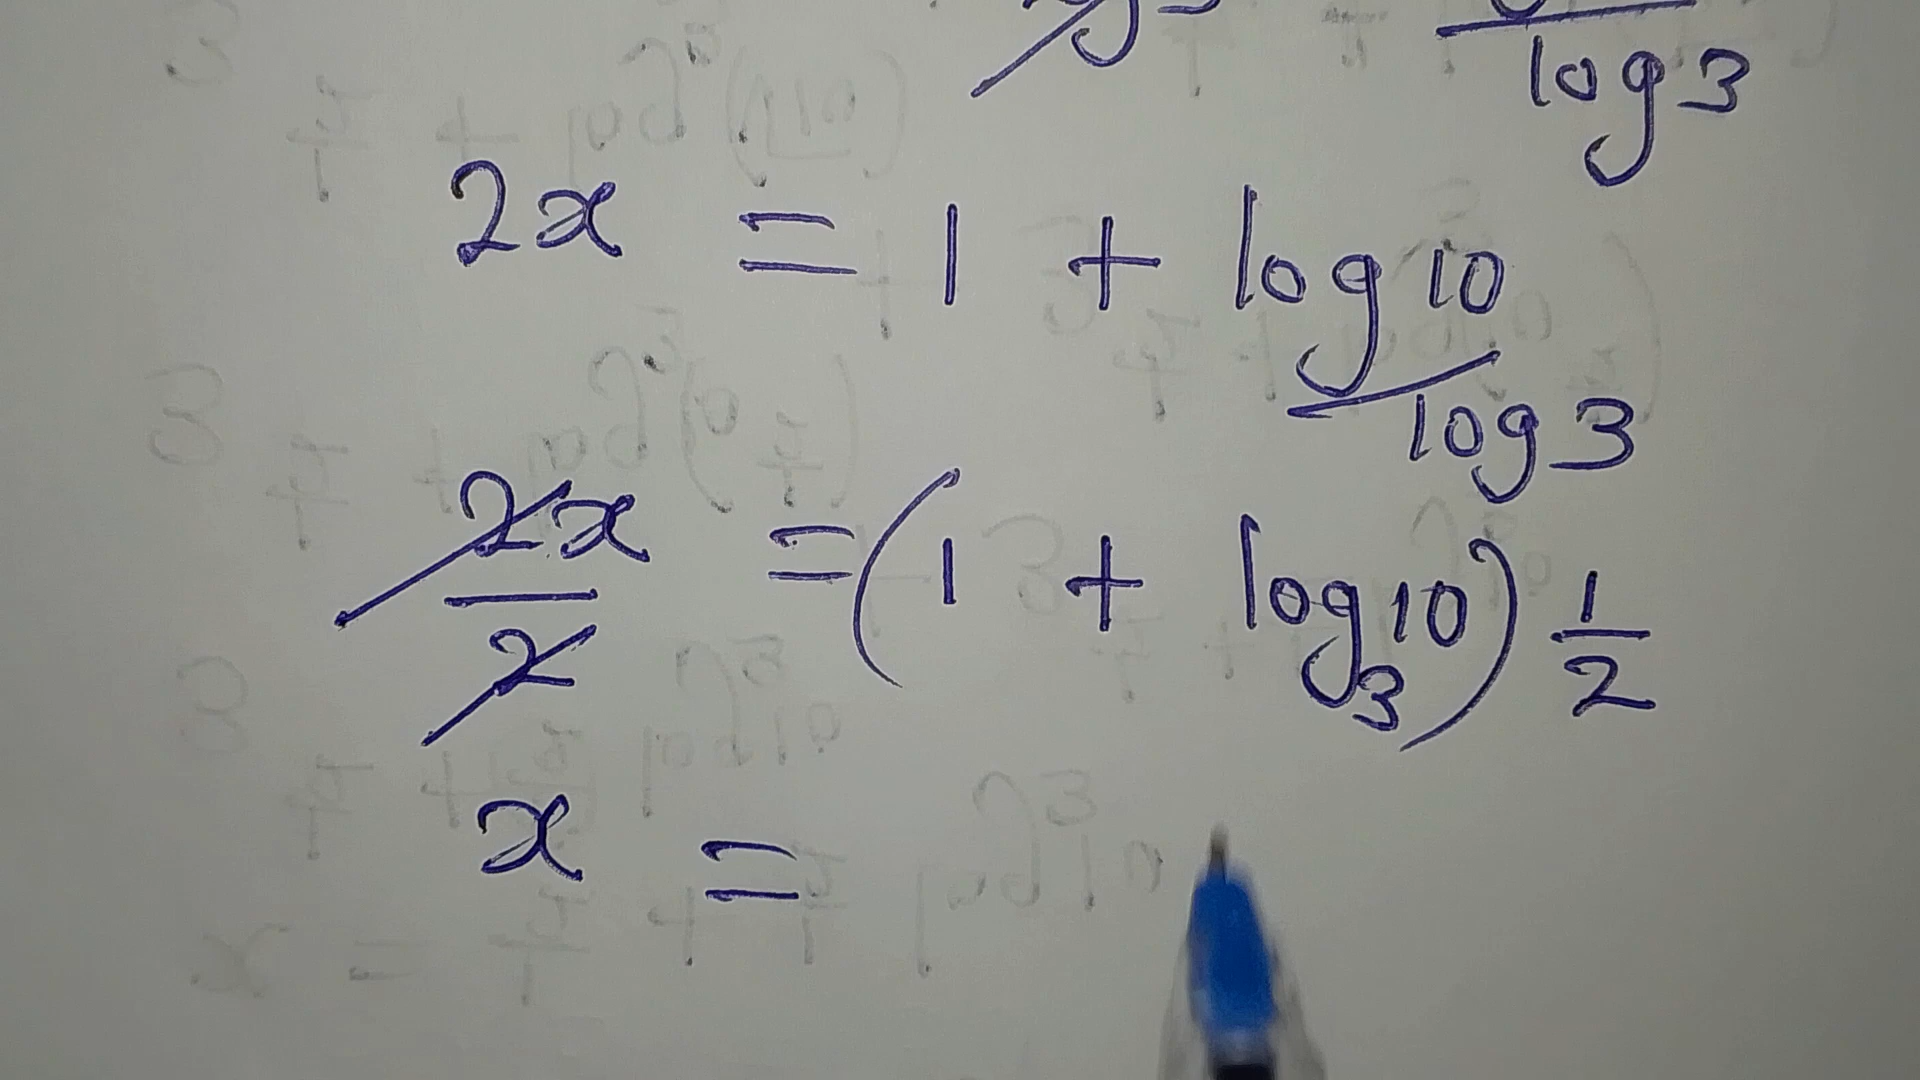 log 3
2x = 1 + log 10
log 3
2x = (1 + log₃10) 1/2
2
x =